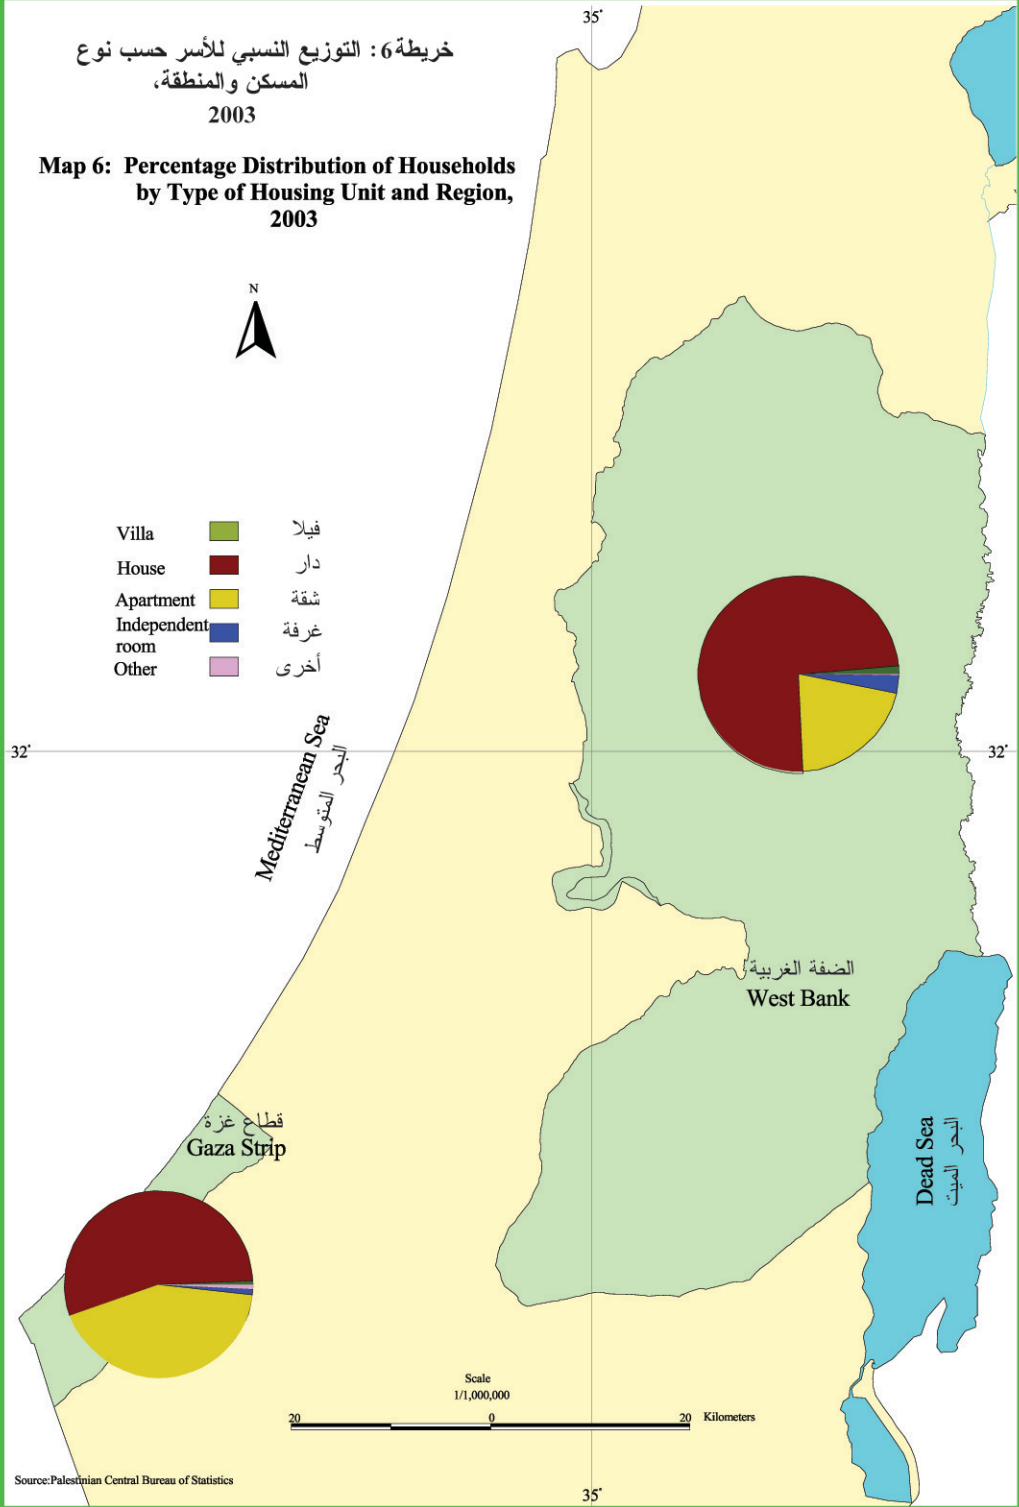 35°
خريطة6: التوزيع النسبي للأسر حسب نوع
المسكن والمنطقة،
2003
Map 6: Percentage Distribution of Households
by Type of Housing Unit and Region,
2003
N
Villa فيلا
House دار
Apartment شقة
Independent room غرفة
Other أخرى
32°
32°
Mediterranean Sea
البحر المتوسط
الضفة الغربية
West Bank
قطاع غزة
Gaza Strip
Dead Sea
البحر الميت
Scale
1/1,000,000
20 0 20 Kilometers
Source:Palestinian Central Bureau of Statistics
35°